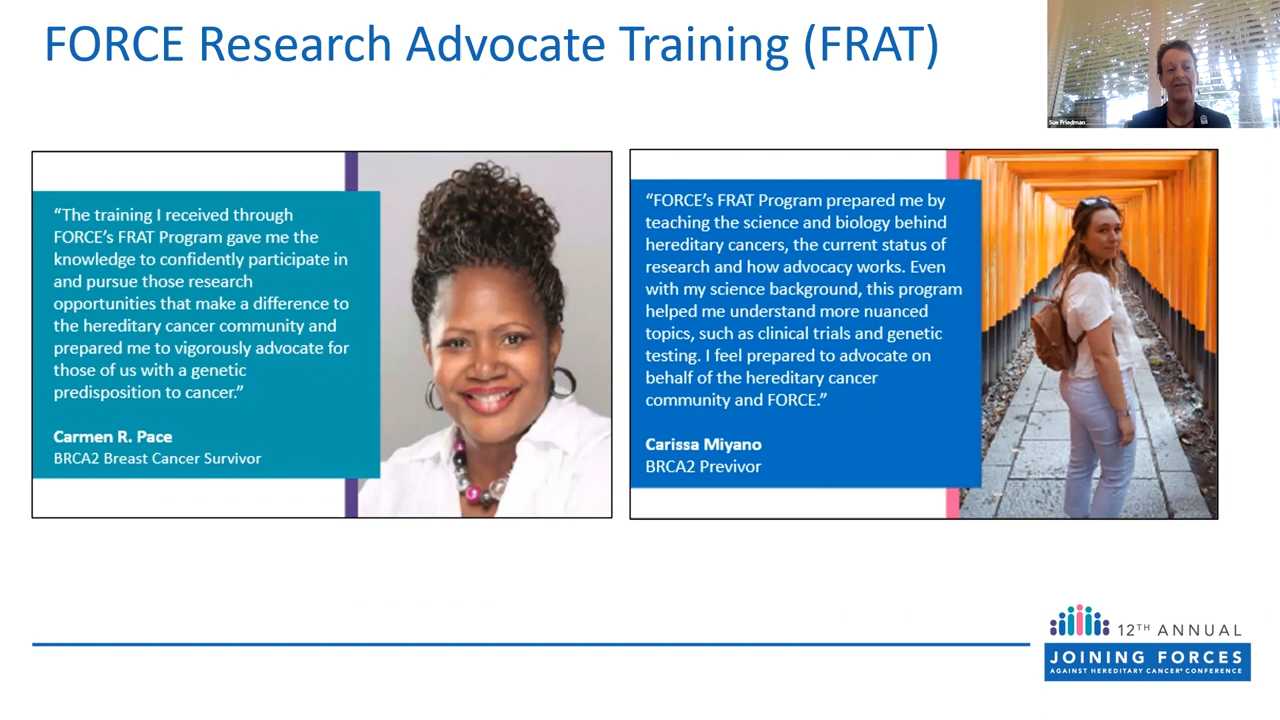 FORCE Research Advocate Training (FRAT)
Sue Friedman
“The training I received through
FORCE’s FRAT Program gave me the
knowledge to confidently participate in
and pursue those research
opportunities that make a difference to
the hereditary cancer community and
prepared me to vigorously advocate for
those of us with a genetic
predisposition to cancer.”
Carmen R. Pace
BRCA2 Breast Cancer Survivor
“FORCE’s FRAT Program prepared me by
teaching the science and biology behind
hereditary cancers, the current status of
research and how advocacy works. Even
with my science background, this program
helped me understand more nuanced
topics, such as clinical trials and genetic
testing. I feel prepared to advocate on
behalf of the hereditary cancer
community and FORCE.”
Carissa Miyano
BRCA2 Previvor
12TH ANNUAL
JOINING FORCES
AGAINST HEREDITARY CANCER® CONFERENCE